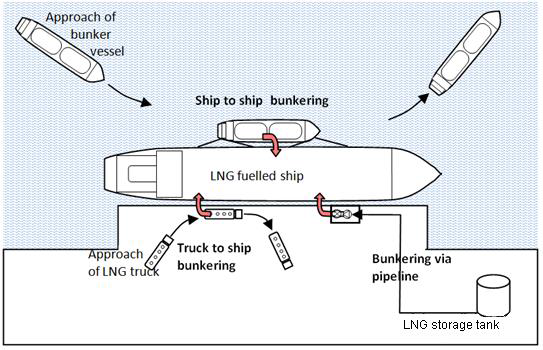 Approach of
bunker
vessel
Ship to ship bunkering
LNG fuelled ship
Approach
of LNG truck
Truck to ship
bunkering
Bunkering via
pipeline
LNG storage tank